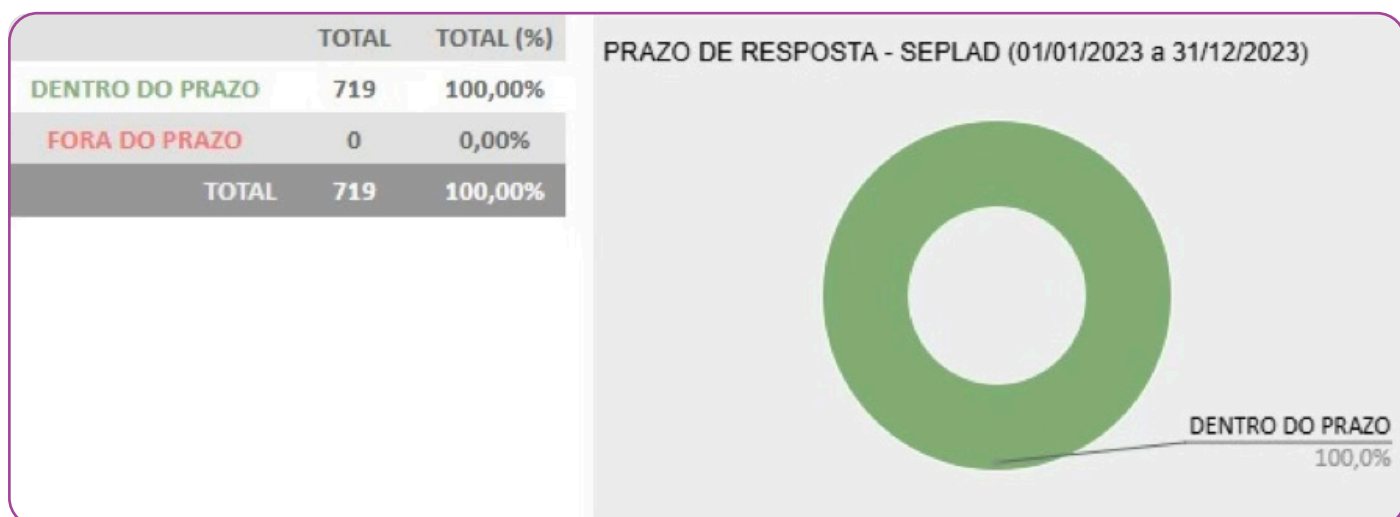 TOTAL TOTAL (%)
DENTRO DO PRAZO 719 100,00%
FORA DO PRAZO 0 0,00%
TOTAL 719 100,00%
PRAZO DE RESPOSTA - SEPLAD (01/01/2023 a 31/12/2023)
DENTRO DO PRAZO
100,0%